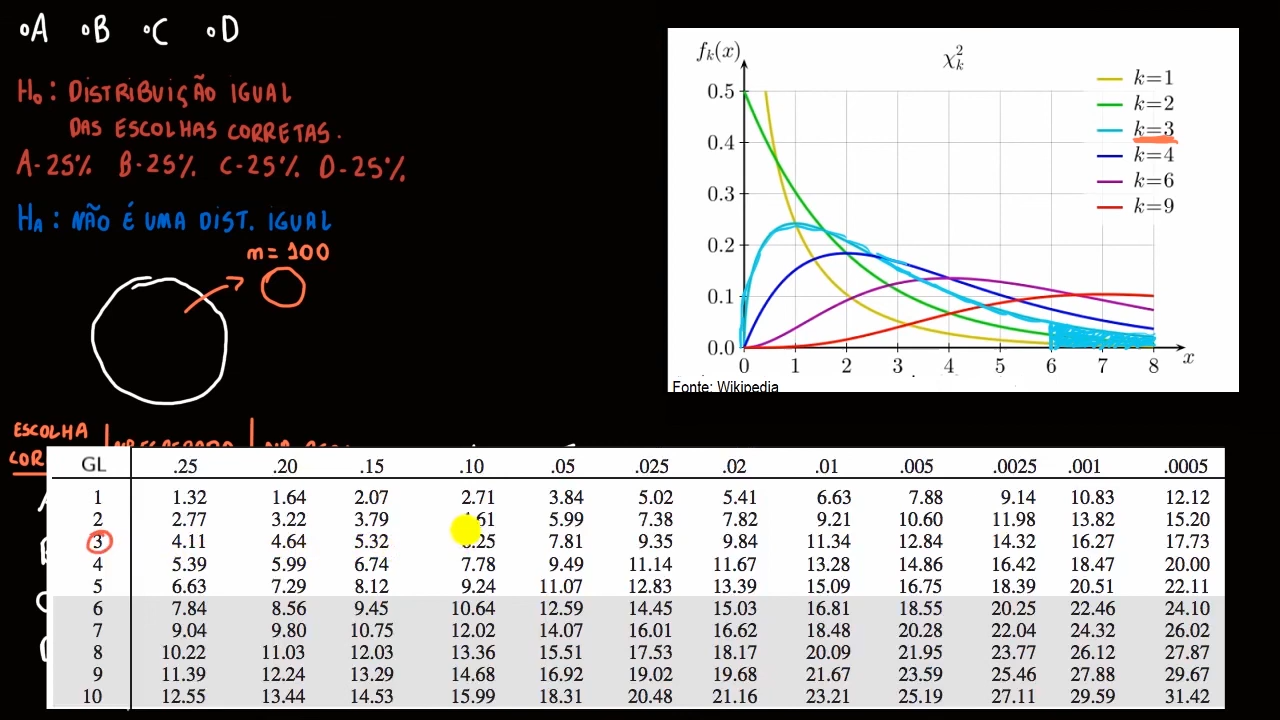 A B C D
H₀: DISTRIBUIÇÃO IGUAL
DAS ESCOLHAS CORRETAS.
A-25% B-25% C-25% D-25%
Hₐ: NÃO É UMA DIST. IGUAL
m=100
ESCOLHA
fₖ(x)
χ²ₖ
k=1
k=2
k=3
k=4
k=6
k=9
0.5
0.4
0.3
0.2
0.1
0.0
0 1 2 3 4 5 6 7 8 x
Fonte: Wikipedia
GL .25 .20 .15 .10 .05 .025 .02 .01 .005 .0025 .001 .0005
1 1.32 1.64 2.07 2.71 3.84 5.02 5.41 6.63 7.88 9.14 10.83 12.12
2 2.77 3.22 3.79 5.99 7.38 7.82 9.21 10.60 11.98 13.82 15.20
3 4.11 4.64 5.32 7.81 9.35 9.84 11.34 12.84 14.32 16.27 17.73
4 5.39 5.99 6.74 7.78 9.49 11.14 11.67 13.28 14.86 16.42 18.47 20.00
5 6.63 7.29 8.12 9.24 11.07 12.83 13.39 15.09 16.75 18.39 20.51 22.11
6 7.84 8.56 9.45 10.64 12.59 14.45 15.03 16.81 18.55 20.25 22.46 24.10
7 9.04 9.80 10.75 12.02 14.07 16.01 16.62 18.48 20.28 22.04 24.32 26.02
8 10.22 11.03 12.03 13.36 15.51 17.53 18.17 20.09 21.95 23.77 26.12 27.87
9 11.39 12.24 13.29 14.68 16.92 19.02 19.68 21.67 23.59 25.46 27.88 29.67
10 12.55 13.44 14.53 15.99 18.31 20.48 21.16 23.21 25.19 27.11 29.59 31.42